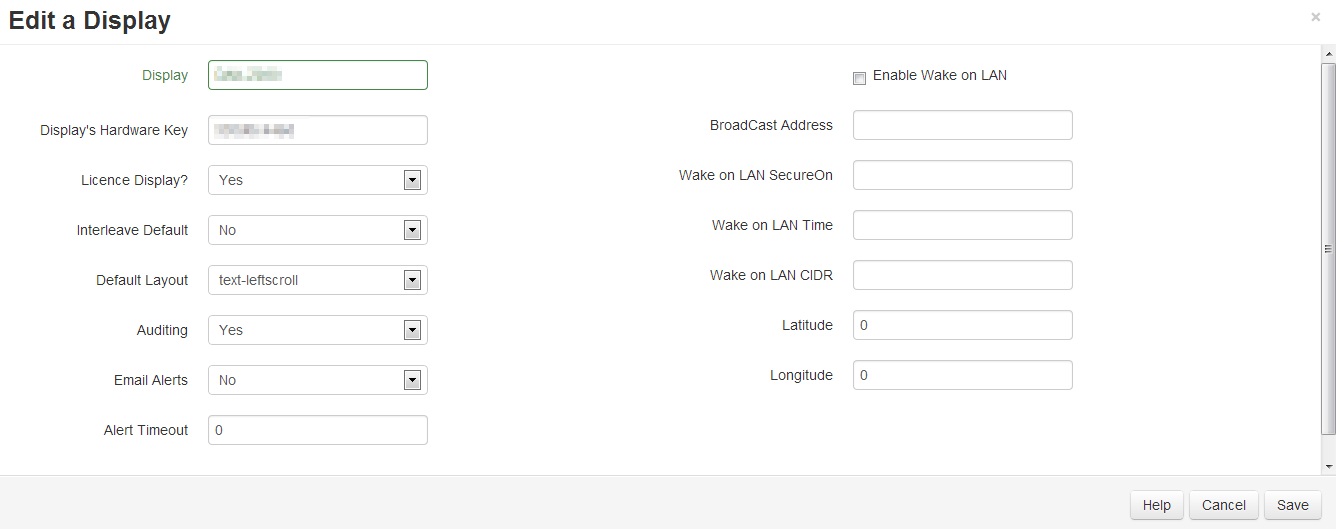 Edit a Display
×
Display
Display's Hardware Key
Licence Display? Yes
Interleave Default No
Default Layout text-leftscroll
Auditing Yes
Email Alerts No
Alert Timeout 0
Enable Wake on LAN
BroadCast Address
Wake on LAN SecureOn
Wake on LAN Time
Wake on LAN CIDR
Latitude 0
Longitude 0
Help Cancel Save